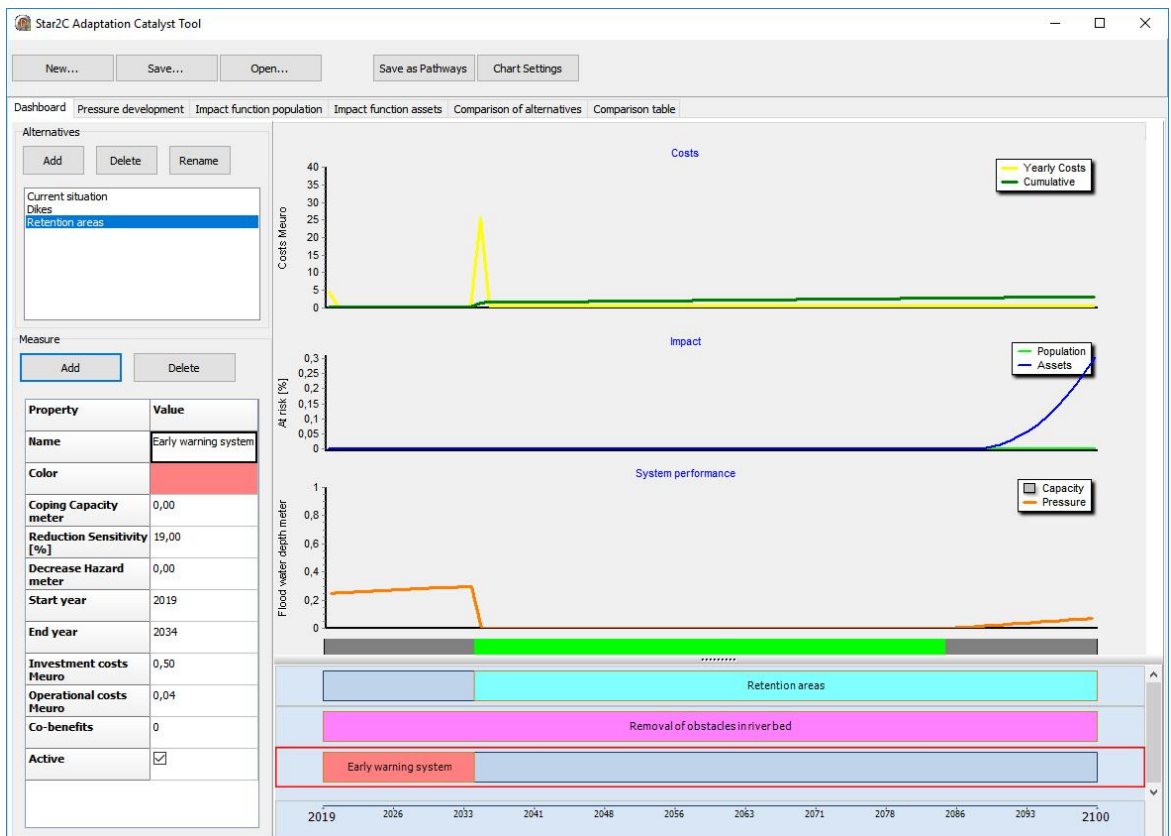 Star2C Adaptation Catalyst Tool
New...
Save...
Open...
Save as Pathways
Chart Settings
Dashboard
Pressure development
Impact function population
Impact function assets
Comparison of alternatives
Comparison table
Alternatives
Add
Delete
Rename
Current situation
Dikes
Retention areas
Measure
Add
Delete
Property
Value
Name
Early warning system
Color
Coping Capacity
meter
0,00
Reduction Sensitivity
[%]
19,00
Decrease Hazard
meter
0,00
Start year
2019
End year
2034
Investment costs
Meuro
0,50
Operational costs
Meuro
0,04
Co-benefits
0
Active
Costs
Costs Meuro
40
35
30
25
20
15
10
5
0
Yearly Costs
Cumulative
Impact
At risk [%]
0,3
0,25
0,2
0,15
0,1
0,05
0
Population
Assets
System performance
Flood water depth meter
1
0,8
0,6
0,4
0,2
0
Capacity
Pressure
Retention areas
Removal of obstacles in river bed
Early warning system
2019
2026
2033
2041
2048
2056
2063
2071
2078
2086
2093
2100